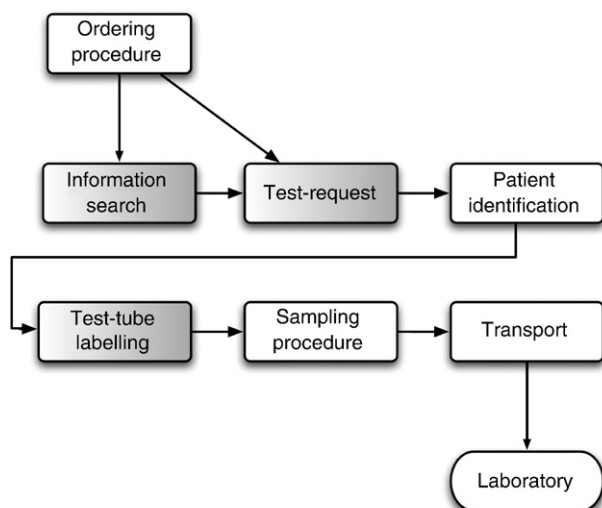 Ordering
procedure
Information
search
Test-request
Patient
identification
Test-tube
labelling
Sampling
procedure
Transport
Laboratory